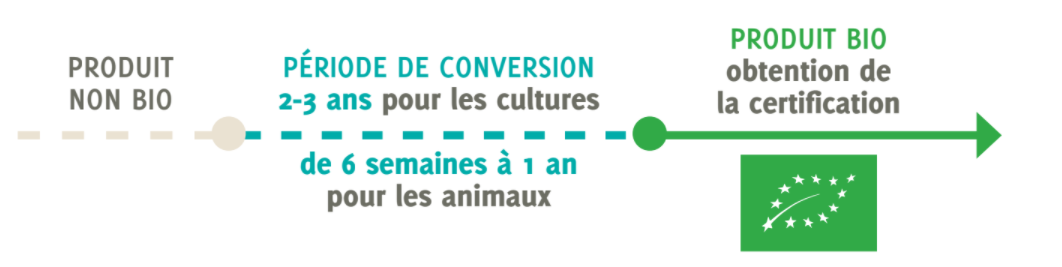 PRODUIT
NON BIO
PÉRIODE DE CONVERSION
2-3 ans pour les cultures
de 6 semaines à 1 an
pour les animaux
PRODUIT BIO
obtention de
la certification